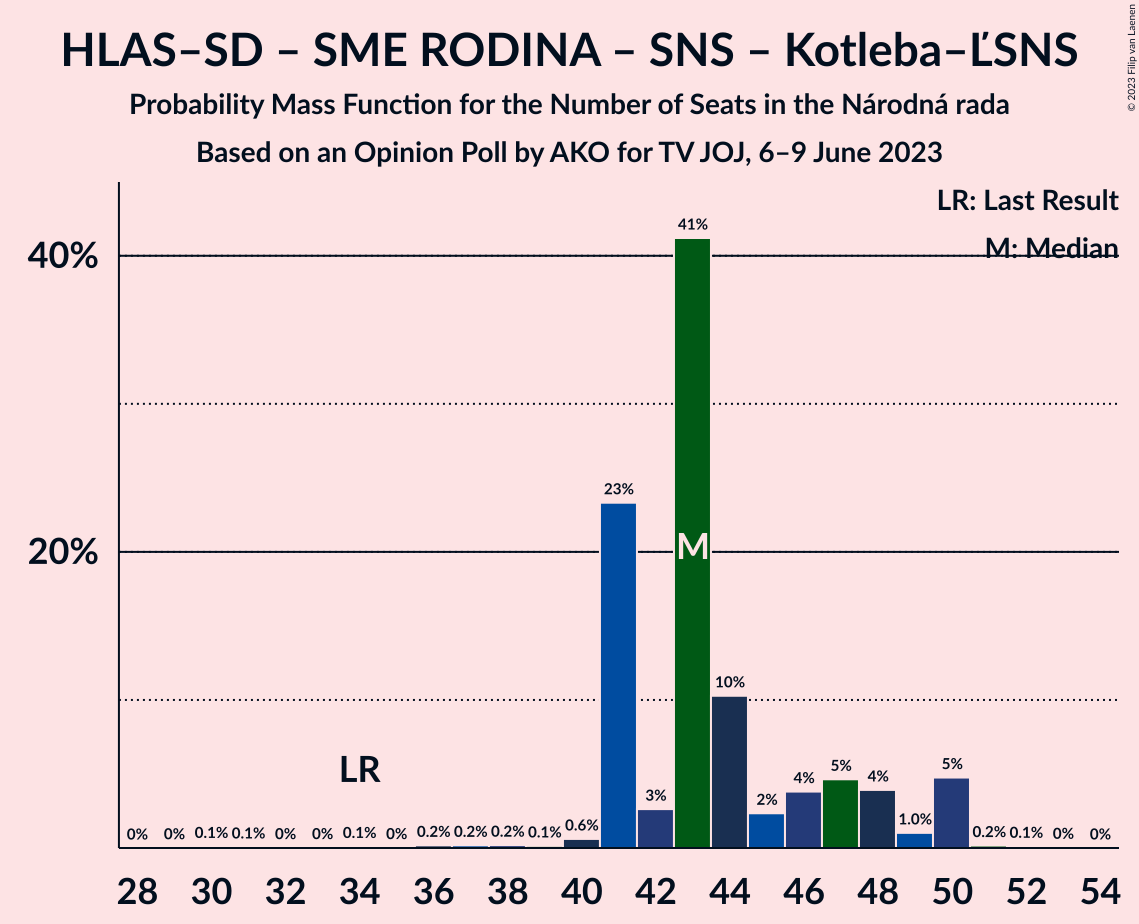 HLAS–SD – SME RODINA – SNS – Kotleba–ĽSNS
Probability Mass Function for the Number of Seats in the Národná rada
Based on an Opinion Poll by AKO for TV JOJ, 6–9 June 2023
© 2023 Filip van Laenen
LR: Last Result
M: Median
40%
20%
41%
23%
M
10%
LR
0% 0% 0.1% 0.1% 0% 0% 0.1% 0% 0.2% 0.2% 0.2% 0.1% 0.6% 3% 2% 4% 5% 4% 1.0% 5% 0.2% 0.1% 0% 0%
28 30 32 34 36 38 40 42 44 46 48 50 52 54